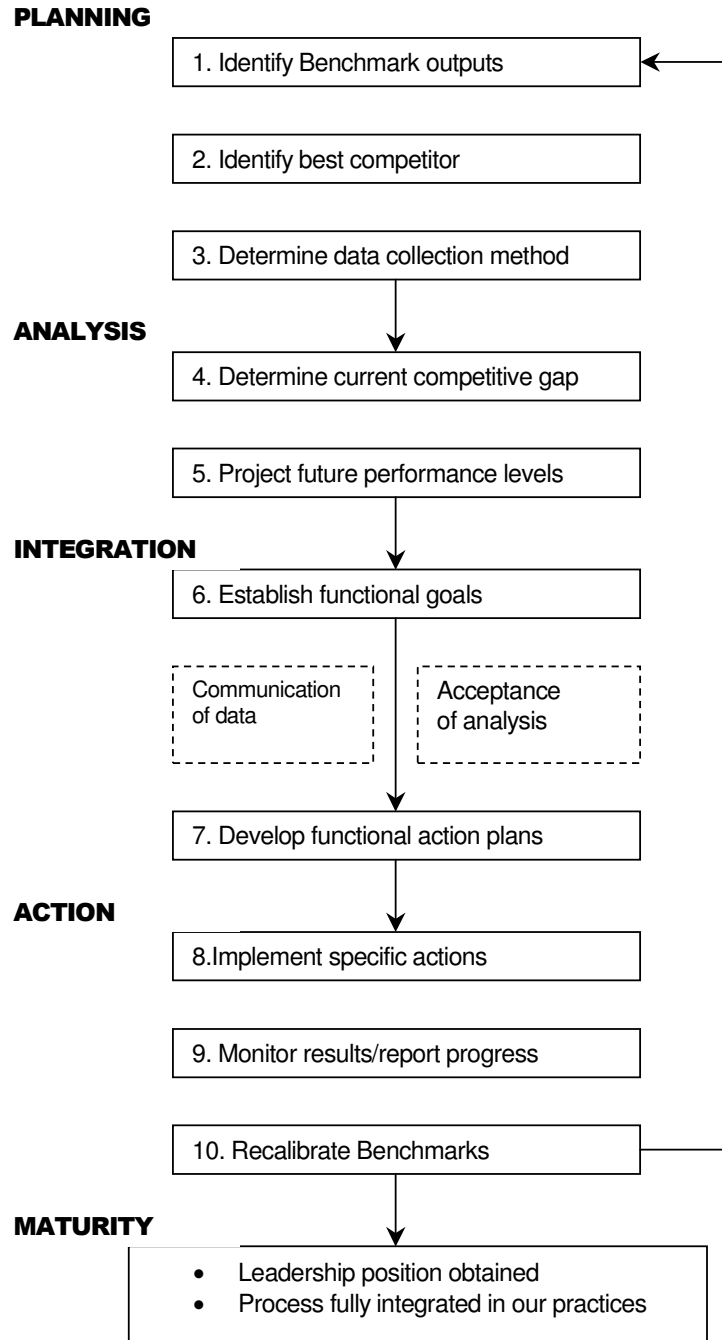 PLANNING
1. Identify Benchmark outputs
2. Identify best competitor
3. Determine data collection method
ANALYSIS
4. Determine current competitive gap
5. Project future performance levels
INTEGRATION
6. Establish functional goals
Communication
of data
Acceptance
of analysis
7. Develop functional action plans
ACTION
8.Implement specific actions
9. Monitor results/report progress
10. Recalibrate Benchmarks
MATURITY
• Leadership position obtained
• Process fully integrated in our practices